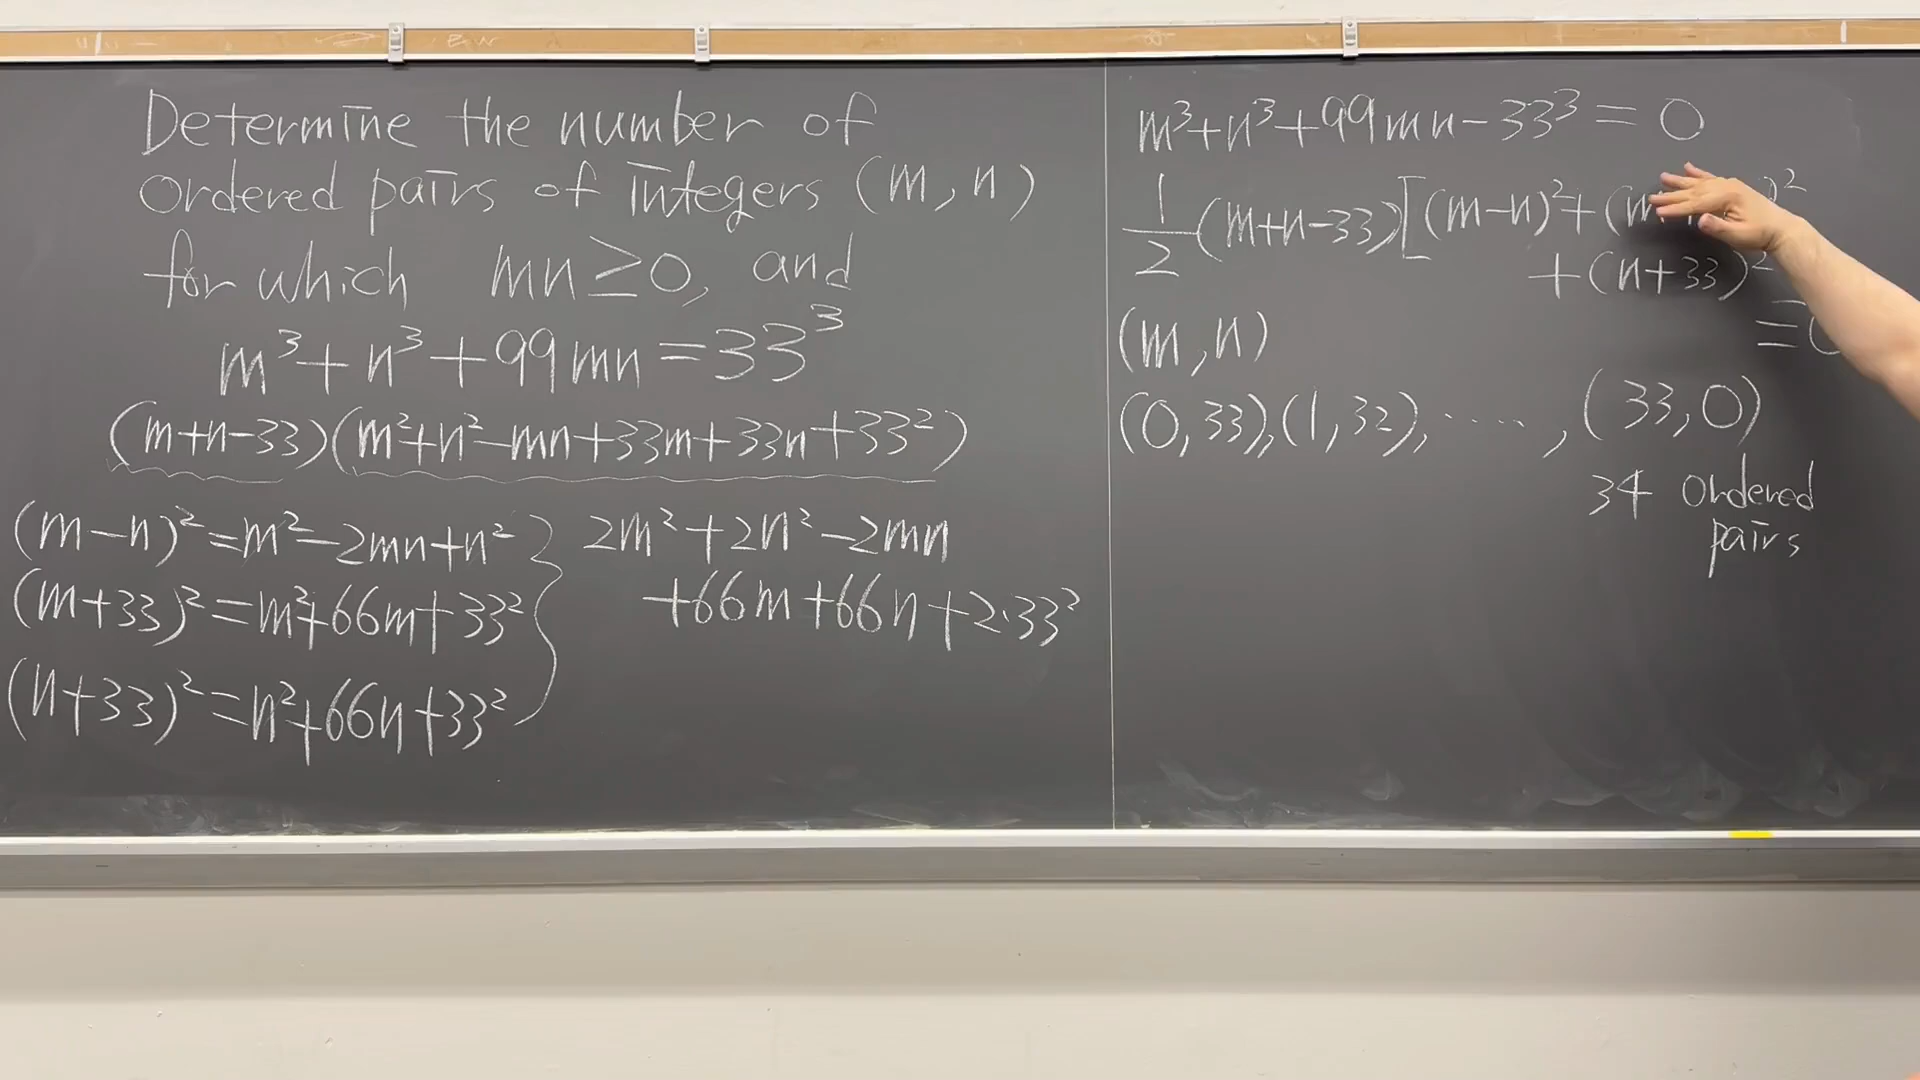 Determine the number of
ordered pairs of integers (m, n)
for which mn≥0, and
m³+n³+99mn=33³
(m+n-33)(m²+n²-mn+33m+33n+33²)
(m-n)²=m²-2mn+n²
(m+33)²=m²+66m+33²
(n+33)²=n²+66n+33²
2m²+2n²-2mn
+66m+66n+2·33²
m³+n³+99mn-33³=0
1/2(m+n-33)[(m-n)²+(m )²
+(n+33)²
=0
(m,n)
(0,33),(1,32),.....,(33,0)
34 ordered
pairs